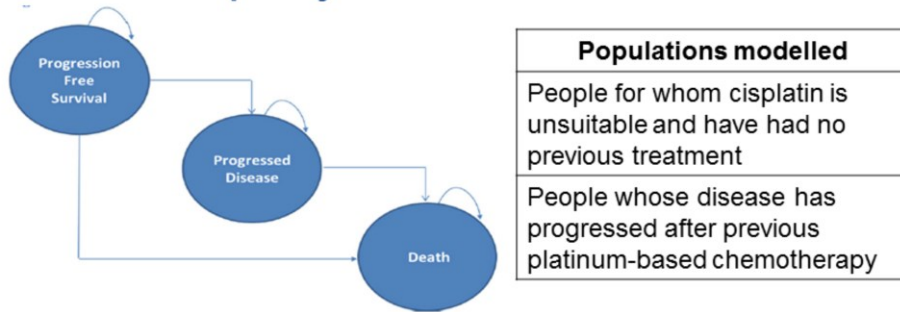 Progression
Free
Survival
Progressed
Disease
Death
Populations modelled
People for whom cisplatin is
unsuitable and have had no
previous treatment
People whose disease has
progressed after previous
platinum-based chemotherapy